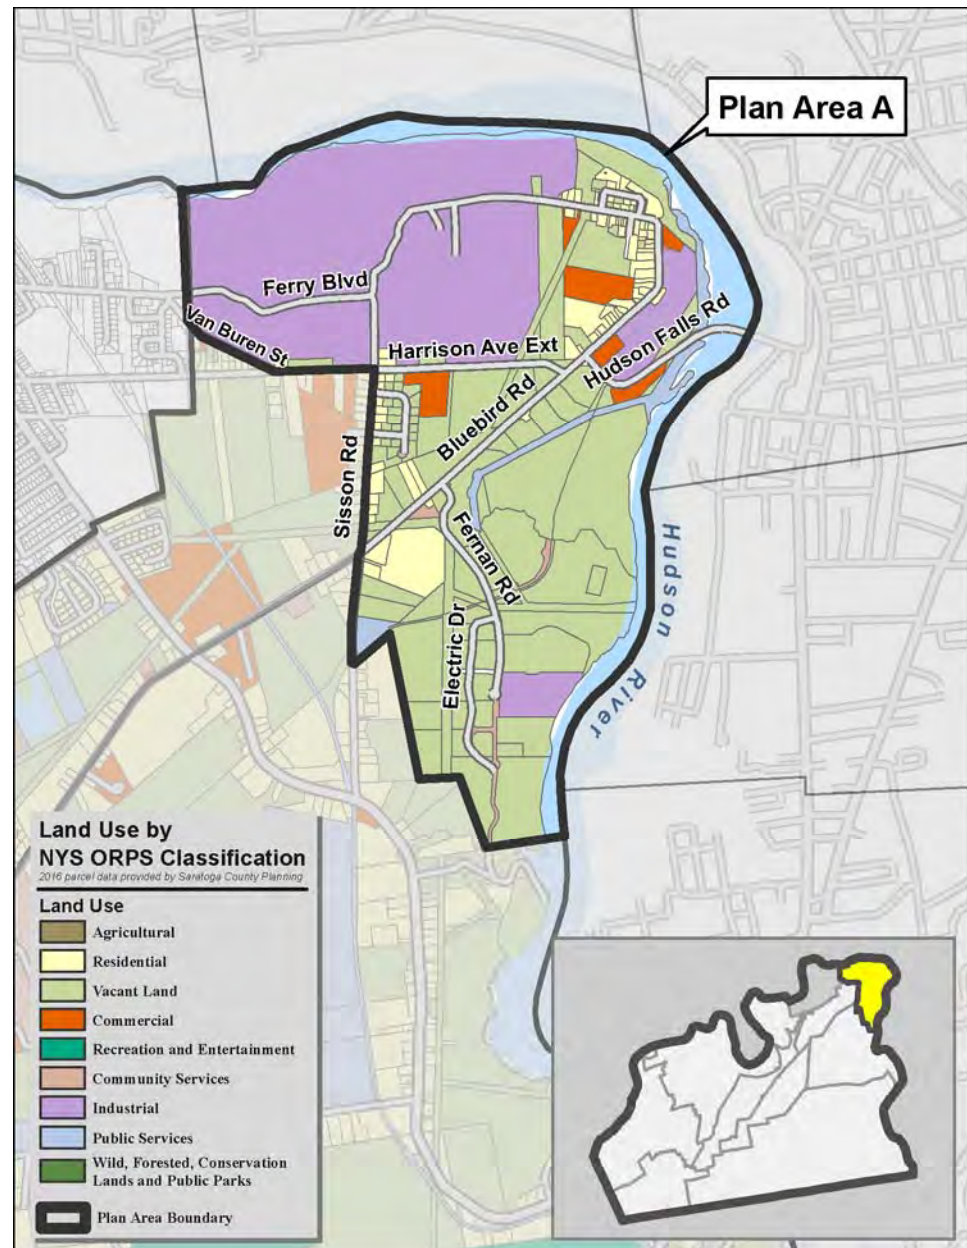 Plan Area A
Ferry Blvd
Van Buren St
Harrison Ave Ext
Hudson Falls Rd
Bluebird Rd
Sisson Rd
Fernan Rd
Electric Dr
Hudson River
Land Use by
NYS ORPS Classification
2016 parcel data provided by Saratoga County Planning
Land Use
Agricultural
Residential
Vacant Land
Commercial
Recreation and Entertainment
Community Services
Industrial
Public Services
Wild, Forested, Conservation
Lands and Public Parks
Plan Area Boundary